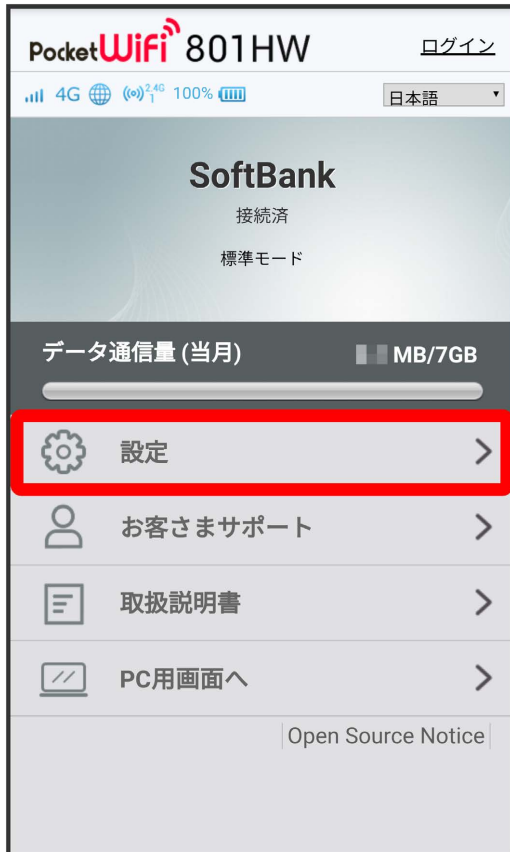 PocketWiFi 801HW ログイン
4G 2.4G 1 100% 日本語
SoftBank
接続済
標準モード
データ通信量 (当月) MB/7GB
設定
お客さまサポート
取扱説明書
PC用画面へ
Open Source Notice